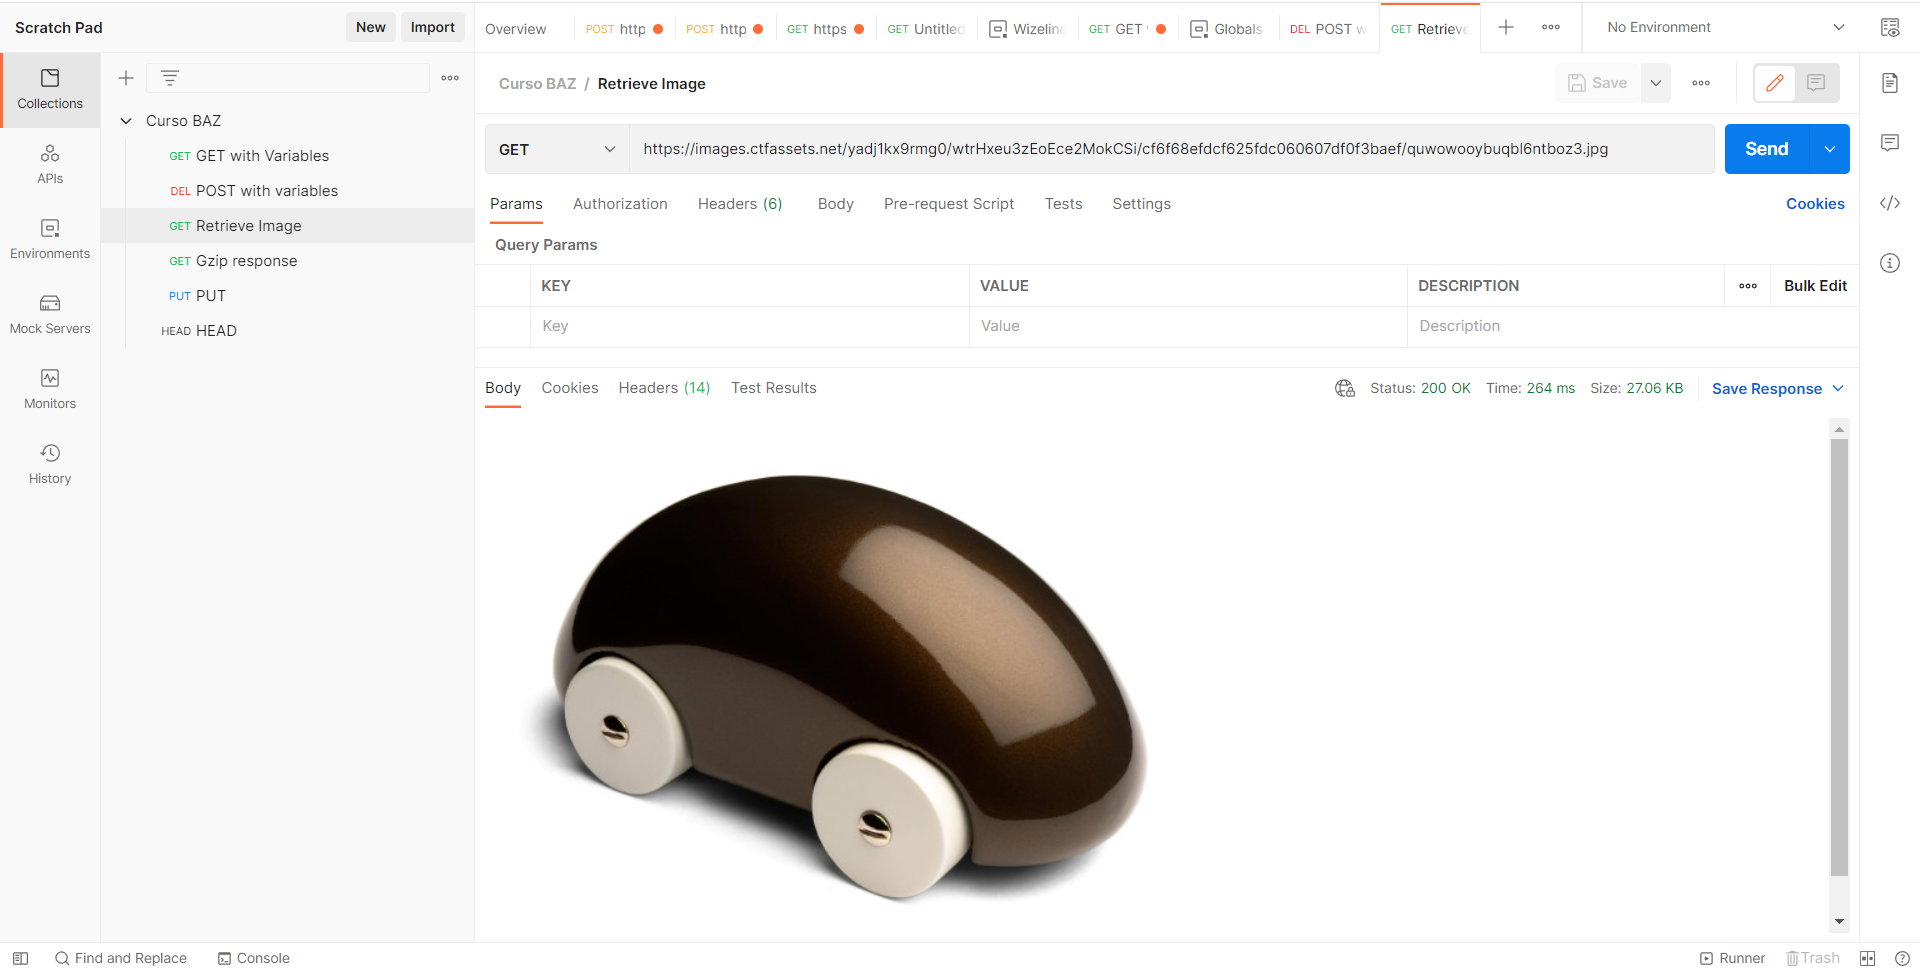 Scratch Pad
New
Import
Overview
POST http
POST http
GET https
GET Untitled
Wizeline
GET GET
Globals
DEL POST w
GET Retrieve
No Environment
Collections
APIs
Environments
Mock Servers
Monitors
History
Curso BAZ
GET GET with Variables
DEL POST with variables
GET Retrieve Image
GET Gzip response
PUT PUT
HEAD HEAD
Curso BAZ / Retrieve Image
Save
GET
https://images.ctfassets.net/yadj1kx9rmg0/wtrHxeu3zEoEce2MokCSi/cf6f68efdcf625fdc060607df0f3baef/quwowooybuqbl6ntboz3.jpg
Send
Params
Authorization
Headers (6)
Body
Pre-request Script
Tests
Settings
Cookies
Query Params
KEY
VALUE
DESCRIPTION
Bulk Edit
Key
Value
Description
Body
Cookies
Headers (14)
Test Results
Status: 200 OK
Time: 264 ms
Size: 27.06 KB
Save Response
Find and Replace
Console
Runner
Trash